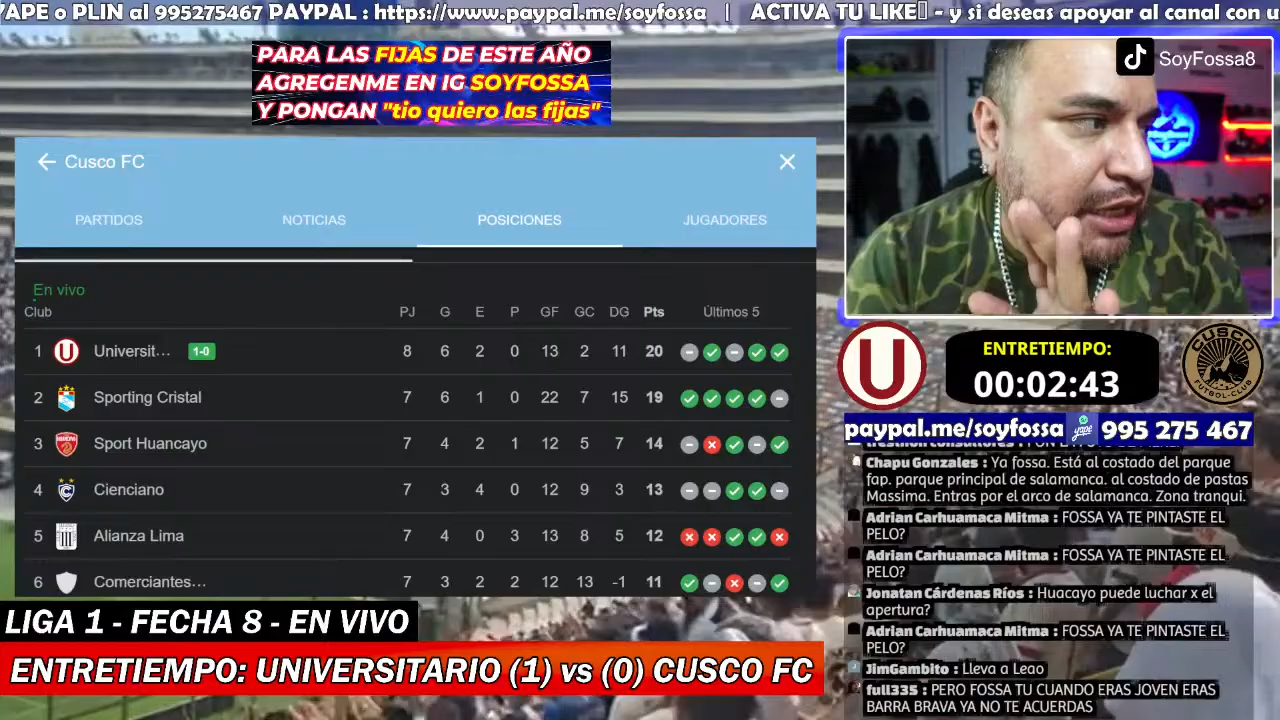 YAPE o PLIN al 995275467 PAYPAL : https://www.paypal.me/soyfossa | ACTIVA TU LIKE - y si deseas apoyar al canal con u
PARA LAS FIJAS DE ESTE AÑO
AGREGENME EN IG SOYFOSSA
Y PONGAN "tio quiero las fijas"
SoyFossa8
Cusco FC
PARTIDOS NOTICIAS POSICIONES JUGADORES
En vivo
Club PJ G E P GF GC DG Pts Últimos 5
1 Universit... 1-0 8 6 2 0 13 2 11 20
2 Sporting Cristal 7 6 1 0 22 7 15 19
3 Sport Huancayo 7 4 2 1 12 5 7 14
4 Cienciano 7 3 4 0 12 9 3 13
5 Alianza Lima 7 4 0 3 13 8 5 12
6 Comerciantes... 7 3 2 2 12 13 -1 11
U
ENTRETIEMPO:
00:02:43
CUSCO
FUTBOL-CLUB
paypal.me/soyfossa yape 995 275 467
Chapu Gonzales : Ya fossa. Está al costado del parque
fap. parque principal de salamanca. al costado de pastas
Massima. Entras por el arco de salamanca. Zona tranqui.
Adrian Carhuamaca Mitma : FOSSA YA TE PINTASTE EL
PELO?
Adrian Carhuamaca Mitma : FOSSA YA TE PINTASTE EL
PELO?
Jonatan Cárdenas Ríos : Huacayo puede luchar x el
apertura?
Adrian Carhuamaca Mitma : FOSSA YA TE PINTASTE EL
PELO?
JimGambito : Lleva a Leao
full335 : PERO FOSSA TU CUANDO ERAS JOVEN ERAS
BARRA BRAVA YA NO TE ACUERDAS
LIGA 1 - FECHA 8 - EN VIVO
ENTRETIEMPO: UNIVERSITARIO (1) vs (0) CUSCO FC